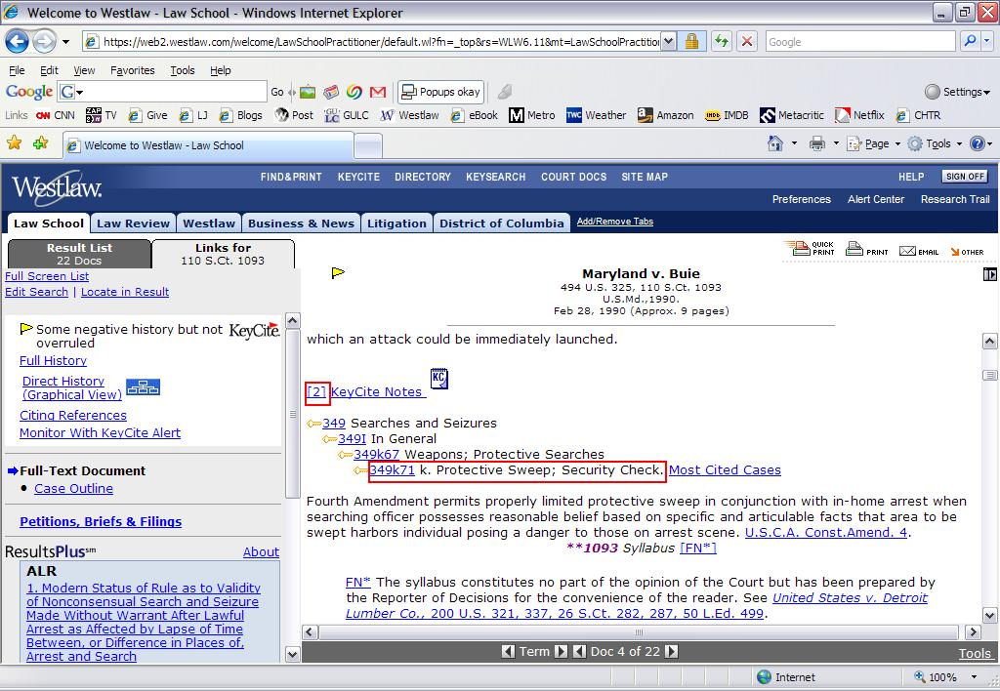 Welcome to Westlaw - Law School - Windows Internet Explorer
https://web2.westlaw.com/welcome/LawSchoolPractitioner/default.wl?fn=_top&rs=WLW6.11&mt=LawSchoolPractitior
Google
File Edit View Favorites Tools Help
Google G Go Popups okay Settings
Links CNN TV Give LJ Blogs Post GULC Westlaw eBook Metro Weather Amazon IMDB Metacritic Netflix CHTR
Welcome to Westlaw - Law School Page Tools
Westlaw. FIND&PRINT KEYCITE DIRECTORY KEYSEARCH COURT DOCS SITE MAP HELP SIGN OFF
Preferences Alert Center Research Trail
Law School Law Review Westlaw Business & News Litigation District of Columbia Add/Remove Tabs
Result List
22 Docs
Links for
110 S.Ct. 1093
QUICK PRINT PRINT EMAIL OTHER
Full Screen List
Edit Search | Locate in Result
Some negative history but not
overruled
KeyCite.
Full History
Direct History
(Graphical View)
Citing References
Monitor With KeyCite Alert
Full-Text Document
• Case Outline
Petitions, Briefs & Filings
ResultsPlus℠ About
ALR
1. Modern Status of Rule as to Validity
of Nonconsensual Search and Seizure
Made Without Warrant After Lawful
Arrest as Affected by Lapse of Time
Between, or Difference in Places of,
Arrest and Search
Maryland v. Buie
494 U.S. 325, 110 S.Ct. 1093
U.S.Md.,1990.
Feb 28, 1990 (Approx. 9 pages)
which an attack could be immediately launched.
[2] KeyCite Notes KC
349 Searches and Seizures
349I In General
349k67 Weapons; Protective Searches
349k71 k. Protective Sweep; Security Check. Most Cited Cases
Fourth Amendment permits properly limited protective sweep in conjunction with in-home arrest when
searching officer possesses reasonable belief based on specific and articulable facts that area to be
swept harbors individual posing a danger to those on arrest scene. U.S.C.A. Const.Amend. 4.
**1093 Syllabus [FN*]
FN* The syllabus constitutes no part of the opinion of the Court but has been prepared by
the Reporter of Decisions for the convenience of the reader. See United States v. Detroit
Lumber Co., 200 U.S. 321, 337, 26 S.Ct. 282, 287, 50 L.Ed. 499.
Term Doc 4 of 22 Tools
Internet 100%